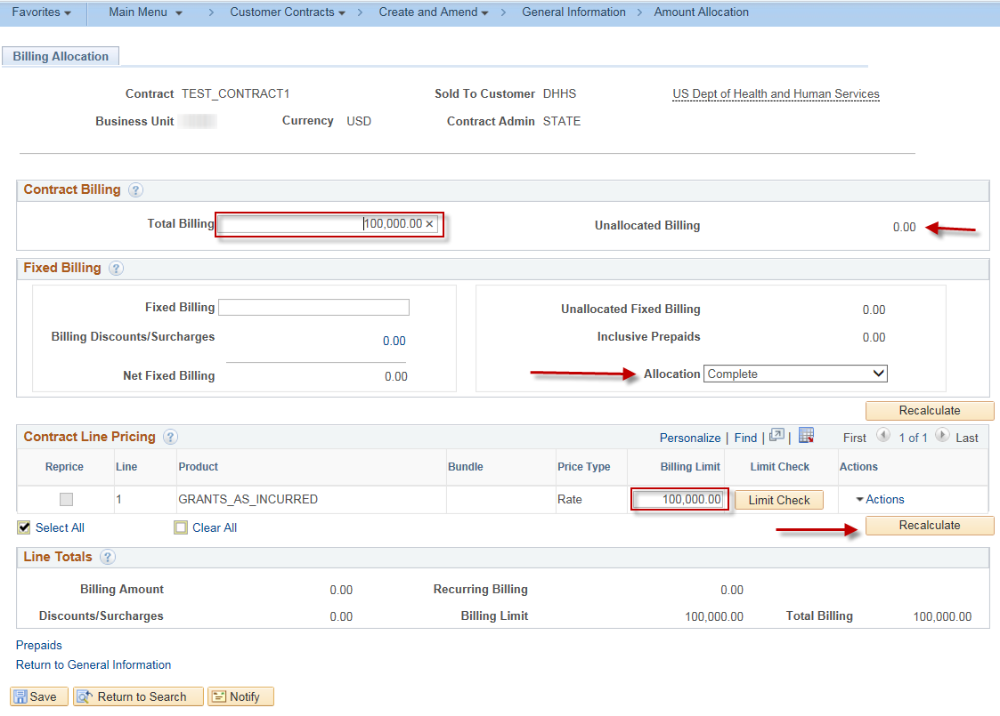 Favorites Main Menu > Customer Contracts > Create and Amend > General Information > Amount Allocation
Billing Allocation
Contract TEST_CONTRACT1 Sold To Customer DHHS US Dept of Health and Human Services
Business Unit Currency USD Contract Admin STATE
Contract Billing ?
Total Billing 100,000.00 × Unallocated Billing 0.00
Fixed Billing ?
Fixed Billing Unallocated Fixed Billing 0.00
Billing Discounts/Surcharges 0.00 Inclusive Prepaids 0.00
Net Fixed Billing 0.00 Allocation Complete
Recalculate
Contract Line Pricing ? Personalize | Find | | First 1 of 1 Last
Reprice Line Product Bundle Price Type Billing Limit Limit Check Actions
1 GRANTS_AS_INCURRED Rate 100,000.00 Limit Check Actions
Select All Clear All Recalculate
Line Totals ?
Billing Amount 0.00 Recurring Billing 0.00
Discounts/Surcharges 0.00 Billing Limit 100,000.00 Total Billing 100,000.00
Prepaids
Return to General Information
Save Return to Search Notify